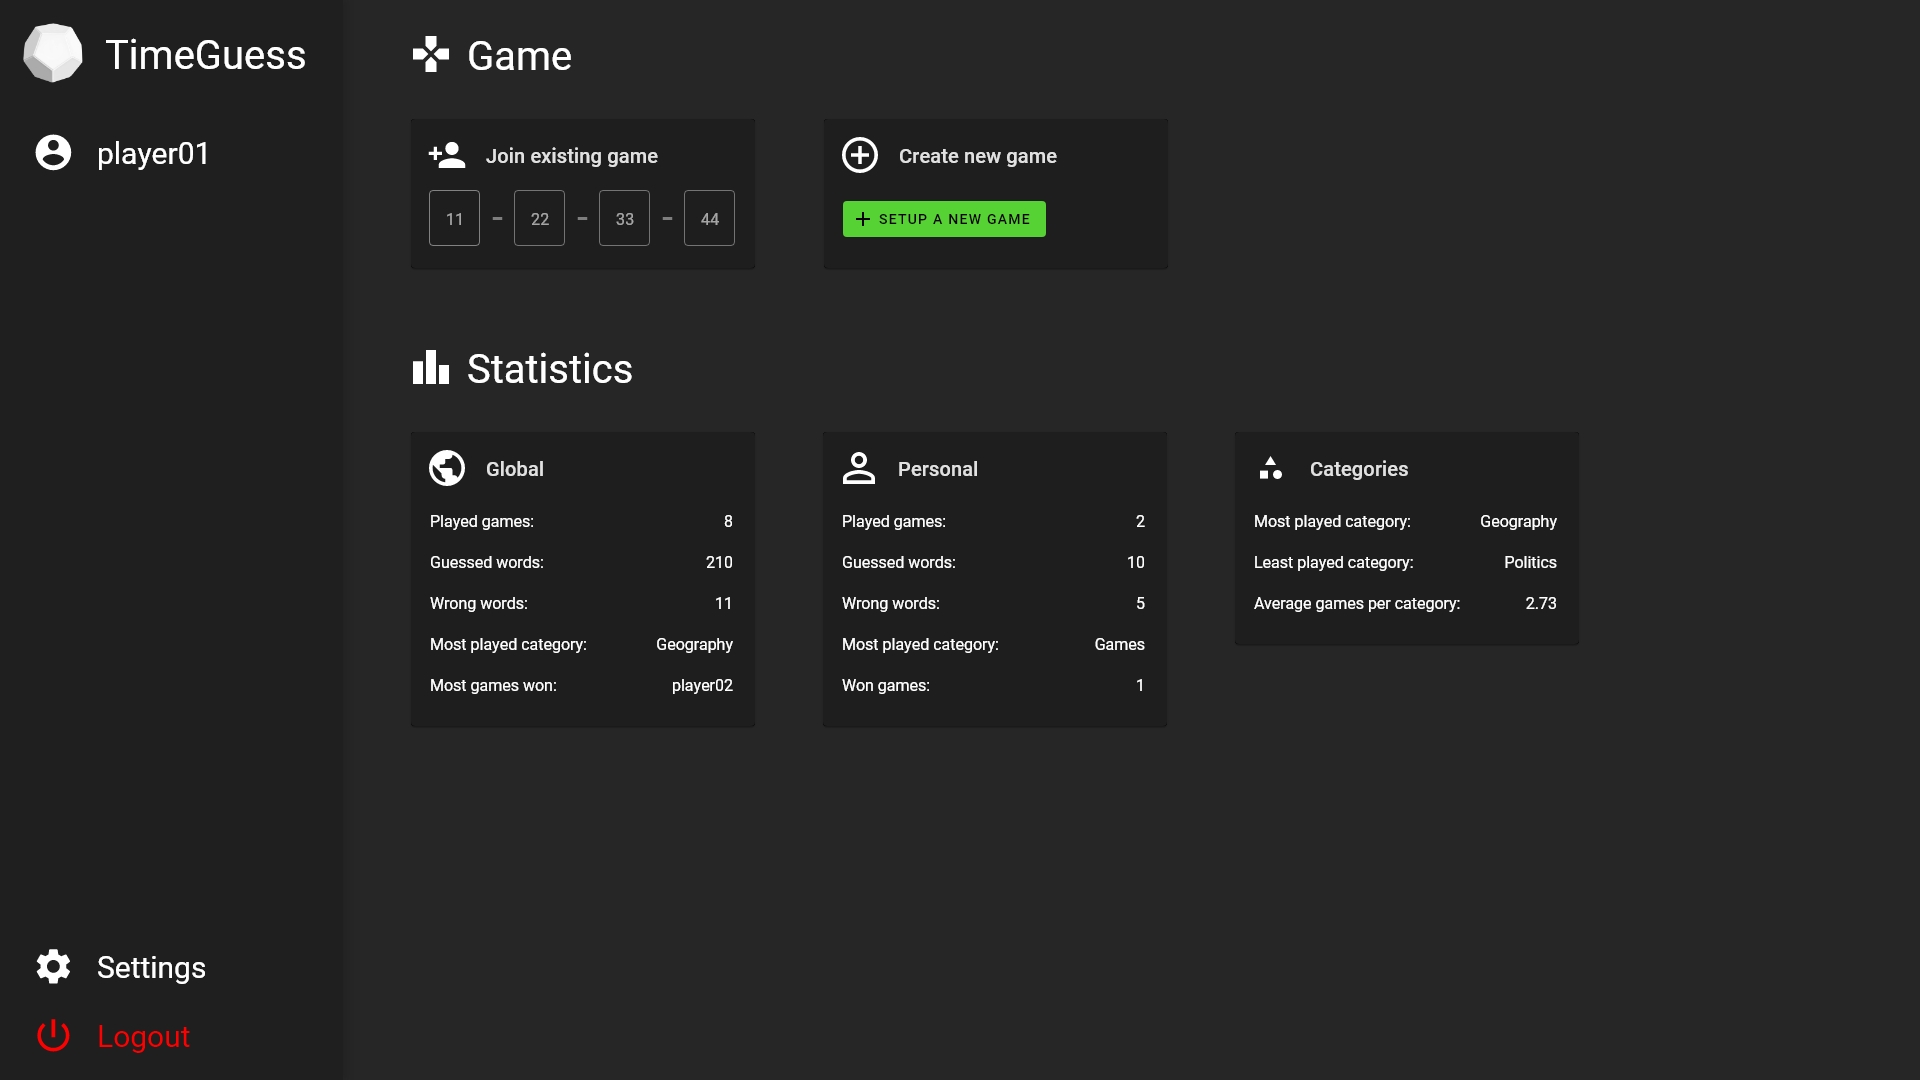 TimeGuess
player01
Settings
Logout
Game
Join existing game
11 - 22 - 33 - 44
Create new game
SETUP A NEW GAME
Statistics
Global
Played games: 8
Guessed words: 210
Wrong words: 11
Most played category: Geography
Most games won: player02
Personal
Played games: 2
Guessed words: 10
Wrong words: 5
Most played category: Games
Won games: 1
Categories
Most played category: Geography
Least played category: Politics
Average games per category: 2.73